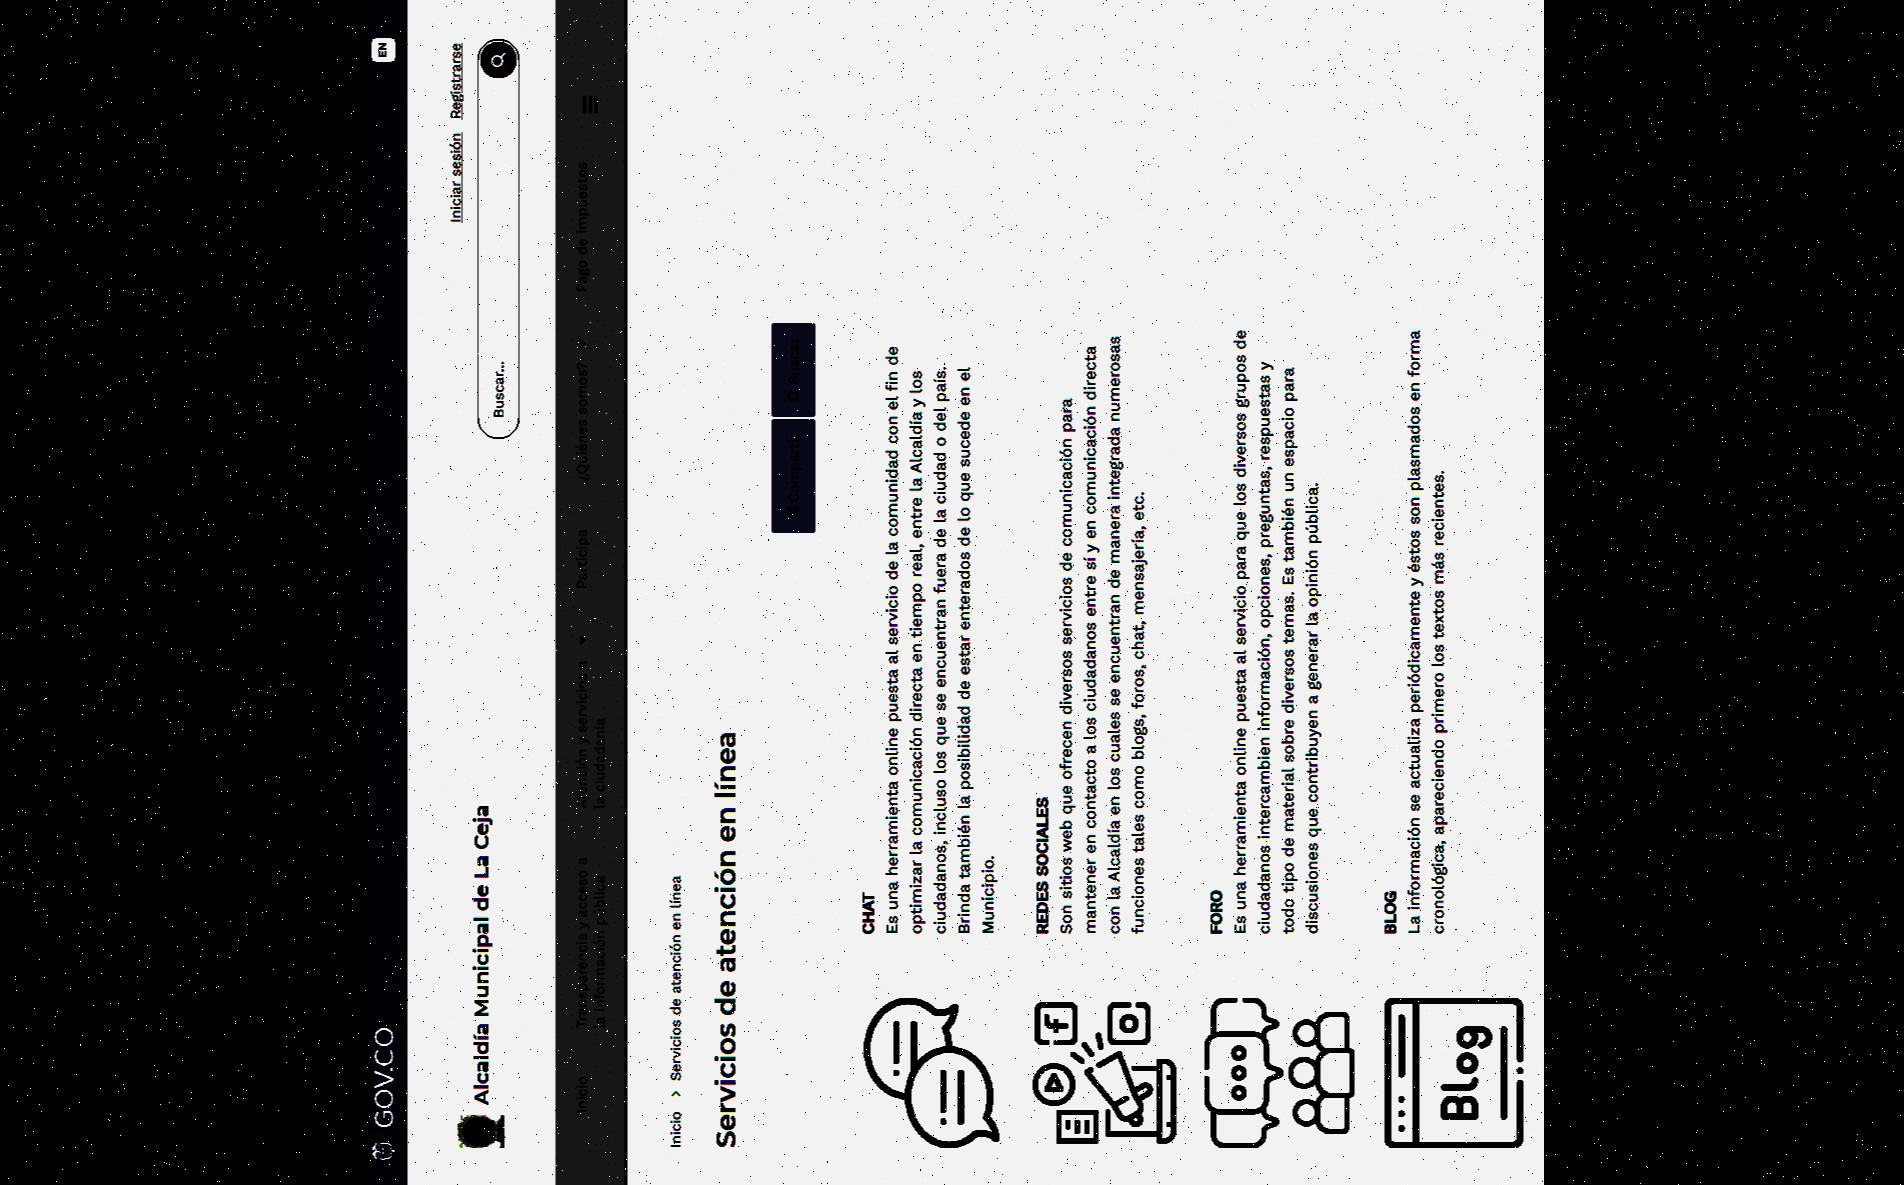 GOV.CO
EN
Alcaldía Municipal de La Ceja
Iniciar sesión Registrarse
Buscar...
Inicio
Transparencia y acceso a
la información pública
Atención y servicios a
la ciudadanía
Participa
¿Quiénes somos?
Pago de impuestos
Inicio > Servicios de atención en línea
Servicios de atención en línea
Compartir
Buscar
CHAT
Es una herramienta online puesta al servicio de la comunidad con el fin de
optimizar la comunicación directa en tiempo real, entre la Alcaldía y los
ciudadanos, incluso los que se encuentran fuera de la ciudad o del país.
Brinda también la posibilidad de estar enterados de lo que sucede en el
Municipio.
REDES SOCIALES
Son sitios web que ofrecen diversos servicios de comunicación para
mantener en contacto a los ciudadanos entre sí y en comunicación directa
con la Alcaldía en los cuales se encuentran de manera integrada numerosas
funciones tales como blogs, foros, chat, mensajería, etc.
FORO
Es una herramienta online puesta al servicio para que los diversos grupos de
ciudadanos intercambien información, opciones, preguntas, respuestas y
todo tipo de material sobre diversos temas. Es también un espacio para
discusiones que contribuyen a generar la opinión pública.
Blog
BLOG
La información se actualiza periódicamente y éstos son plasmados en forma
cronológica, apareciendo primero los textos más recientes.